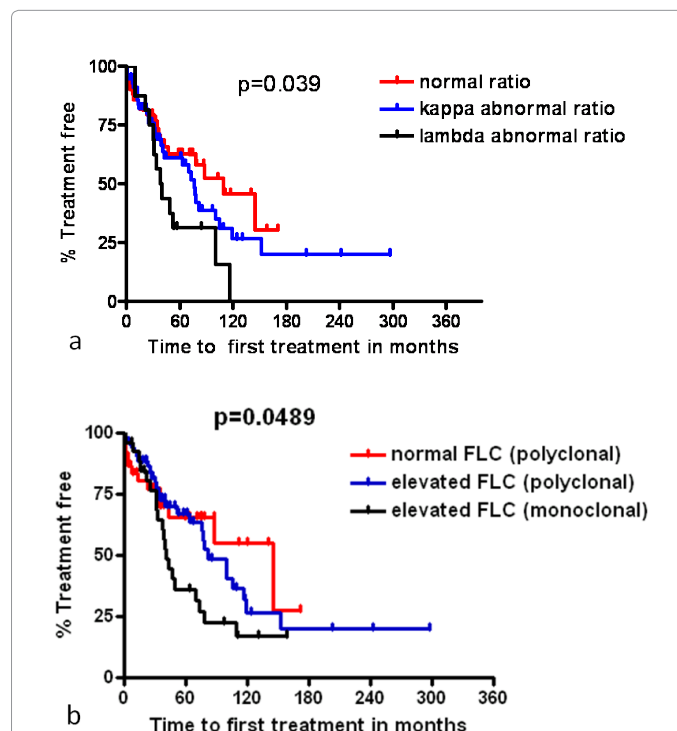 p=0.039
normal ratio
kappa abnormal ratio
lambda abnormal ratio
% Treatment free
100
75
50
25
0
0 60 120 180 240 300 360
Time to first treatment in months
a
p=0.0489
normal FLC (polyclonal)
elevated FLC (polyclonal)
elevated FLC (monoclonal)
% Treatment free
100
75
50
25
0
0 60 120 180 240 300 360
Time to first treatment in months
b